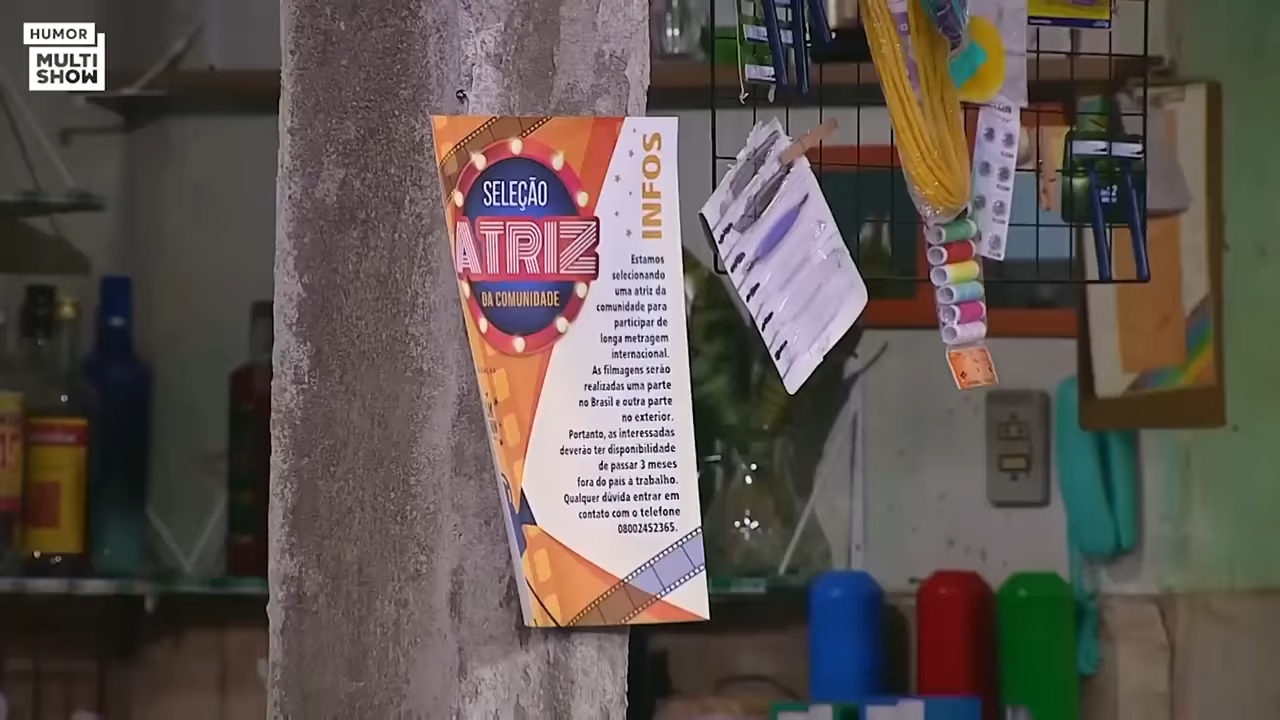 HUMOR
MULTI
SHOW
SELEÇÃO
ATRIZ
DA COMUNIDADE
INFOS
Estamos
selecionando
uma atriz da
comunidade para
participar de
longa metragem
internacional.
As filmagens serão
realizadas uma parte
no Brasil e outra parte
no exterior.
Portanto, as interessadas
deverão ter disponibilidade
de passar 3 meses
fora do país a trabalho.
Qualquer dúvida entrar em
contato com o telefone
08002452365.